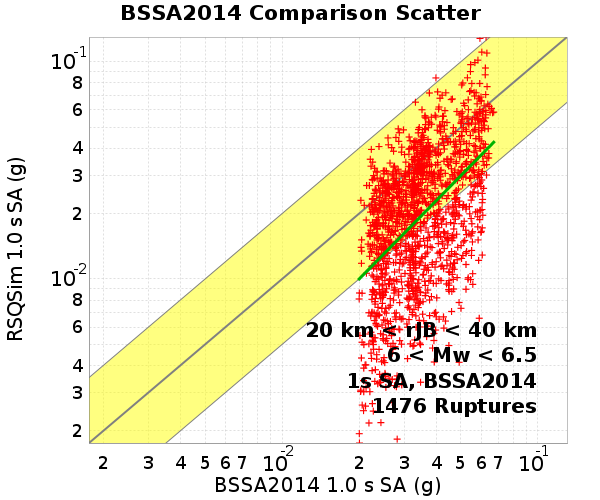 BSSA2014 Comparison Scatter
RSQSim 1.0 s SA (g)
10-1
8
6
4
3
2
10-2
8
6
4
3
2
20 km < rJB < 40 km
6 < Mw < 6.5
1s SA, BSSA2014
1476 Ruptures
2 3 4 5 6 7 10-2 2 3 4 5 6 7 10-1
BSSA2014 1.0 s SA (g)